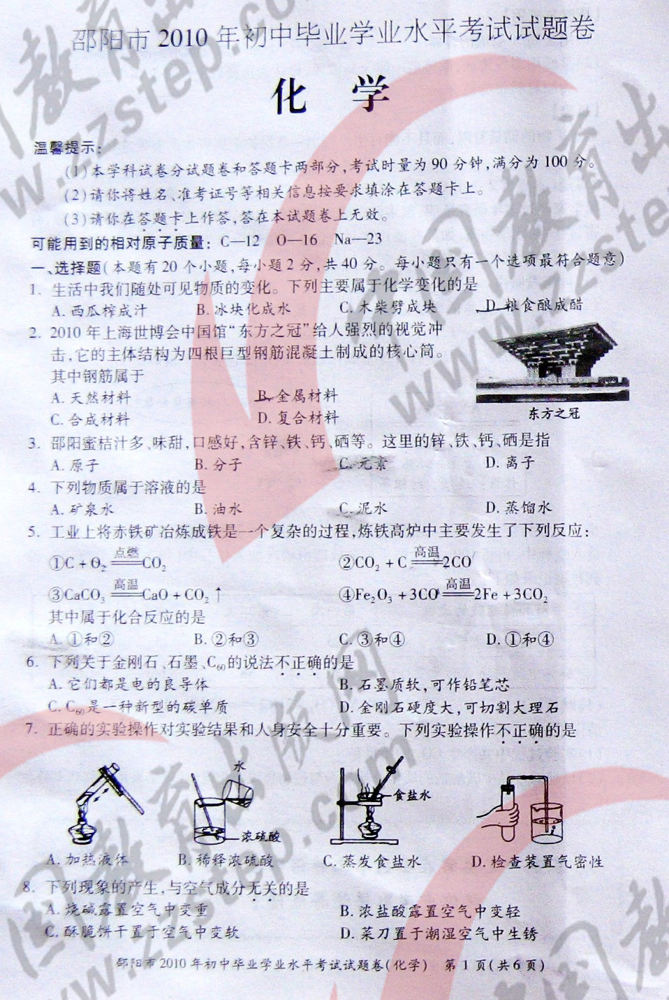 邵阳市2010年初中毕业学业水平考试试题卷
化 学
温馨提示：
(1)本学科试卷分试题卷和答题卡两部分，考试时量为90分钟，满分为100分。
(2)请你将姓名、准考证号等相关信息按要求填涂在答题卡上。
(3)请你在答题卡上作答，答在本试题卷上无效。
可能用到的相对原子质量：C—12 O—16 Na—23
一、选择题(本题有20个小题，每小题2分，共40分。每小题只有一个选项最符合题意)
1. 生活中我们随处可见物质的变化。下列主要属于化学变化的是
A. 西瓜榨成汁 B. 冰块化成水 C. 木柴劈成块 D. 粮食酿成醋
2. 2010年上海世博会中国馆“东方之冠”给人强烈的视觉冲
击，它的主体结构为四根巨型钢筋混凝土制成的核心筒。
其中钢筋属于
A. 天然材料 B. 金属材料
C. 合成材料 D. 复合材料
东方之冠
3. 邵阳蜜桔汁多、味甜，口感好，含锌、铁、钙、硒等。这里的锌、铁、钙、硒是指
A. 原子 B. 分子 C. 元素 D. 离子
4. 下列物质属于溶液的是
A. 矿泉水 B. 油水 C. 泥水 D. 蒸馏水
5. 工业上将赤铁矿冶炼成铁是一个复杂的过程，炼铁高炉中主要发生了下列反应：
①C + O₂ ═点燃═ CO₂ ②CO₂ + C ═高温═ 2CO
③CaCO₃ ═高温═ CaO + CO₂↑ ④Fe₂O₃ + 3CO ═高温═ 2Fe + 3CO₂
其中属于化合反应的是
A. ①和② B. ②和③ C. ③和④ D. ①和④
6. 下列关于金刚石、石墨、C₆₀的说法不正确的是
A. 它们都是电的良导体 B. 石墨质软，可作铅笔芯
C. C₆₀是一种新型的碳单质 D. 金刚石硬度大，可切割大理石
7. 正确的实验操作对实验结果和人身安全十分重要。下列实验操作不正确的是
水
浓硫酸
食盐水
A. 加热液体 B. 稀释浓硫酸 C. 蒸发食盐水 D. 检查装置气密性
8. 下列现象的产生，与空气成分无关的是
A. 烧碱露置空气中变重 B. 浓盐酸露置空气中变轻
C. 酥脆饼干置于空气中变软 D. 菜刀置于潮湿空气中生锈
邵阳市2010年初中毕业学业水平考试试题卷(化学) 第1页(共6页)